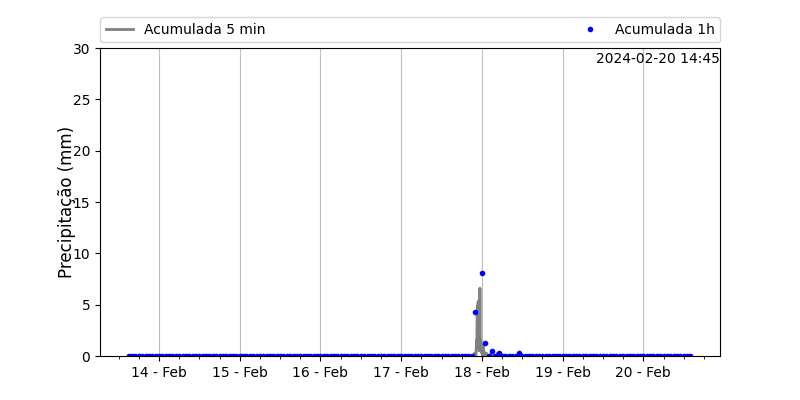 Acumulada 5 min
Acumulada 1h
2024-02-20 14:45
Precipitação (mm)
30
25
20
15
10
5
0
14 - Feb
15 - Feb
16 - Feb
17 - Feb
18 - Feb
19 - Feb
20 - Feb